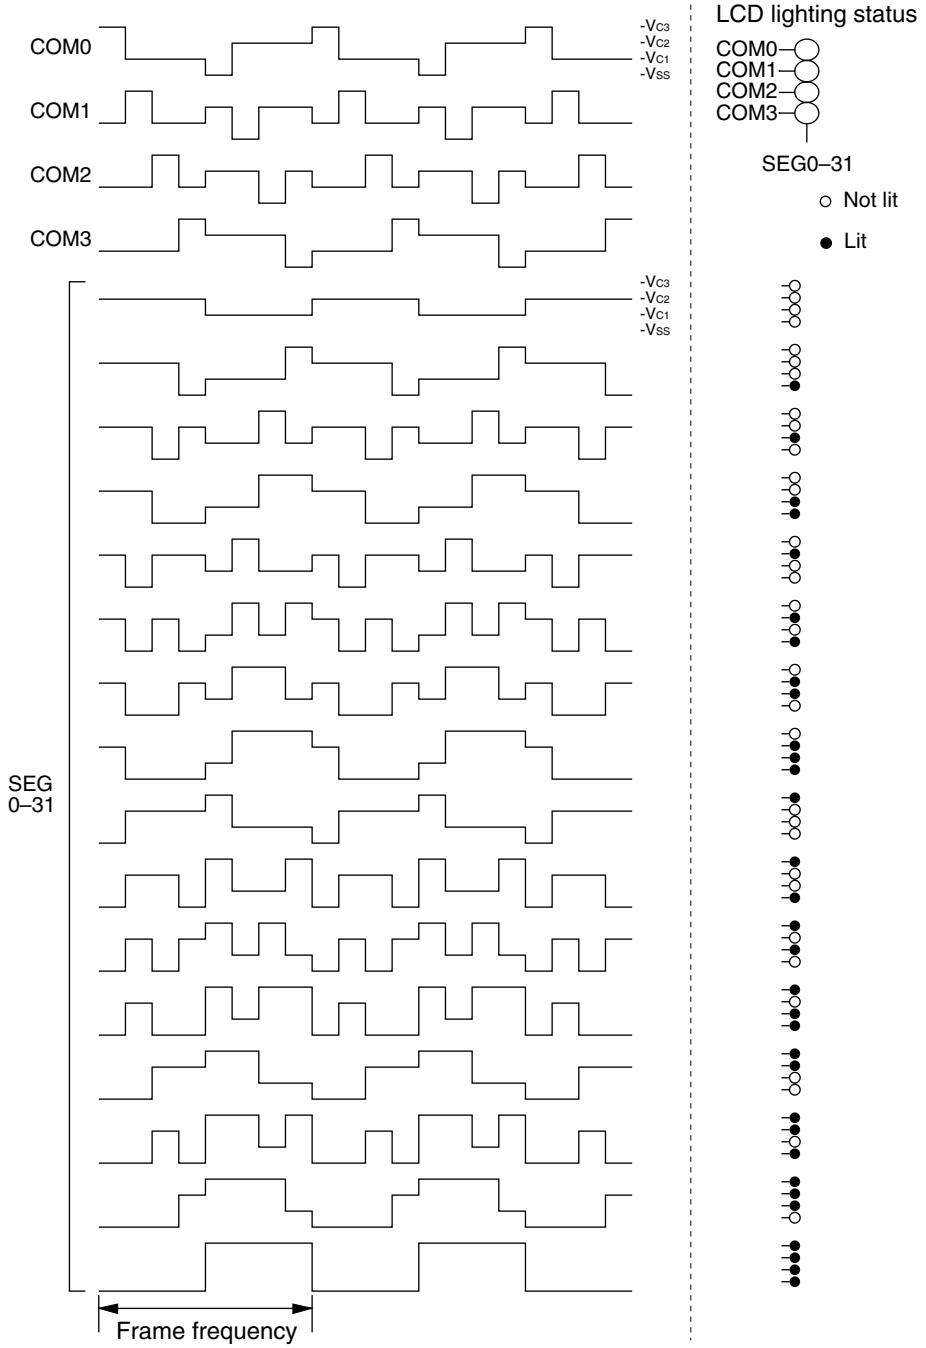 LCD lighting status
COM0
-VC3
-VC2
-VC1
-VSS
COM0
COM1
COM2
COM3
COM1
COM2
SEG0–31
Not lit
COM3
Lit
-VC3
-VC2
-VC1
-VSS
SEG
0–31
Frame frequency